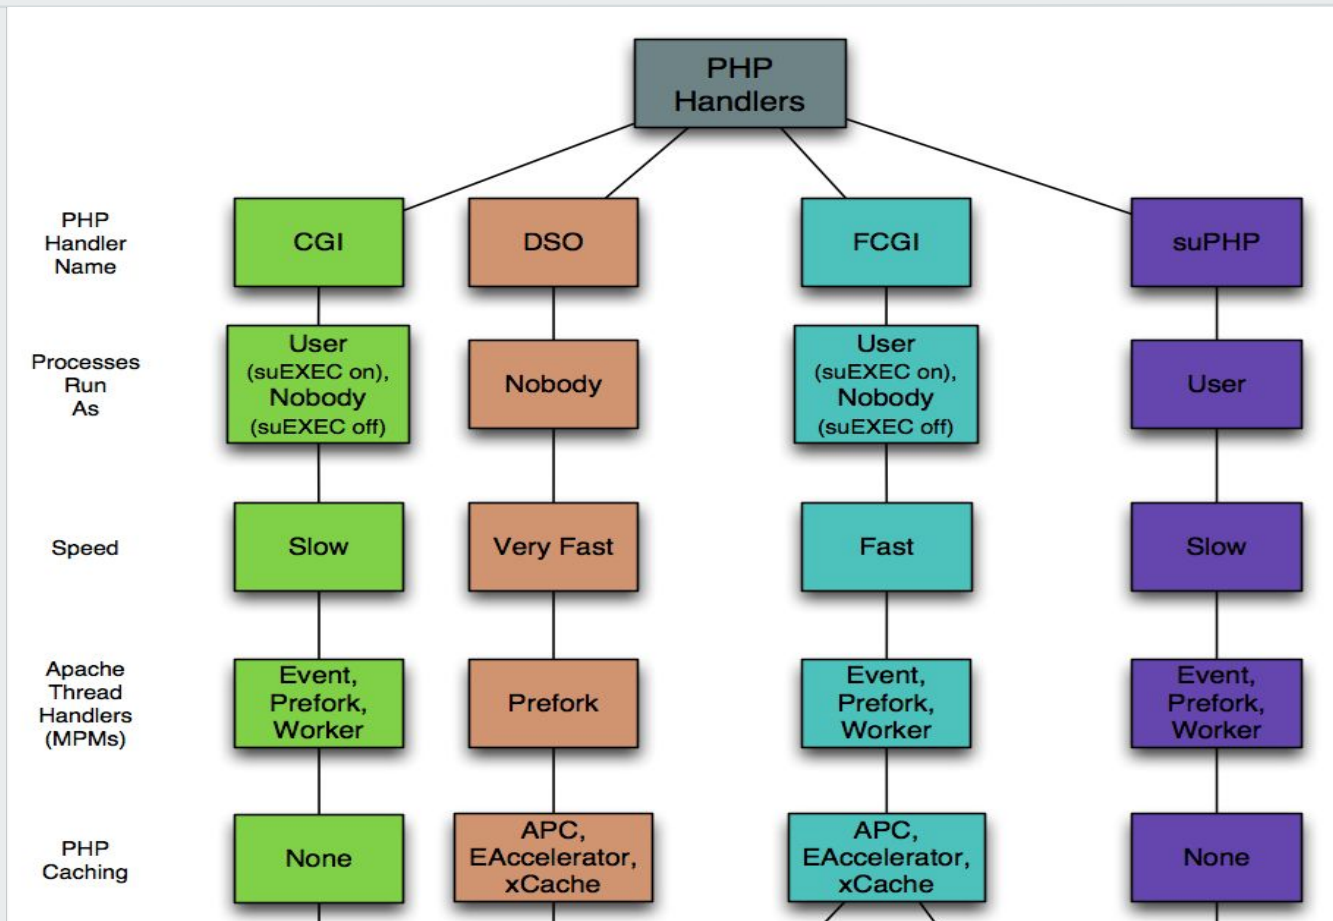 PHP
Handlers
PHP
Handler
Name
CGI
DSO
FCGI
suPHP
Processes
Run
As
User
(suEXEC on),
Nobody
(suEXEC off)
Nobody
User
(suEXEC on),
Nobody
(suEXEC off)
User
Speed
Slow
Very Fast
Fast
Slow
Apache
Thread
Handlers
(MPMs)
Event,
Prefork,
Worker
Prefork
Event,
Prefork,
Worker
Event,
Prefork,
Worker
PHP
Caching
None
APC,
EAccelerator,
xCache
APC,
EAccelerator,
xCache
None